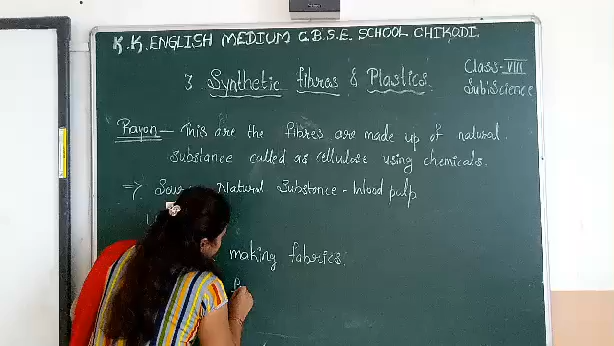 K.K. ENGLISH MEDIUM C.B.S.E. SCHOOL CHIKODI.
Class-VIII
Sub:Science
3 Synthetic fibres & Plastics.
Rayon - This are the fibres are made up of natural
substance called as cellulose using chemicals.
⇒ Natural Substance - Wood pulp
making fabrics.